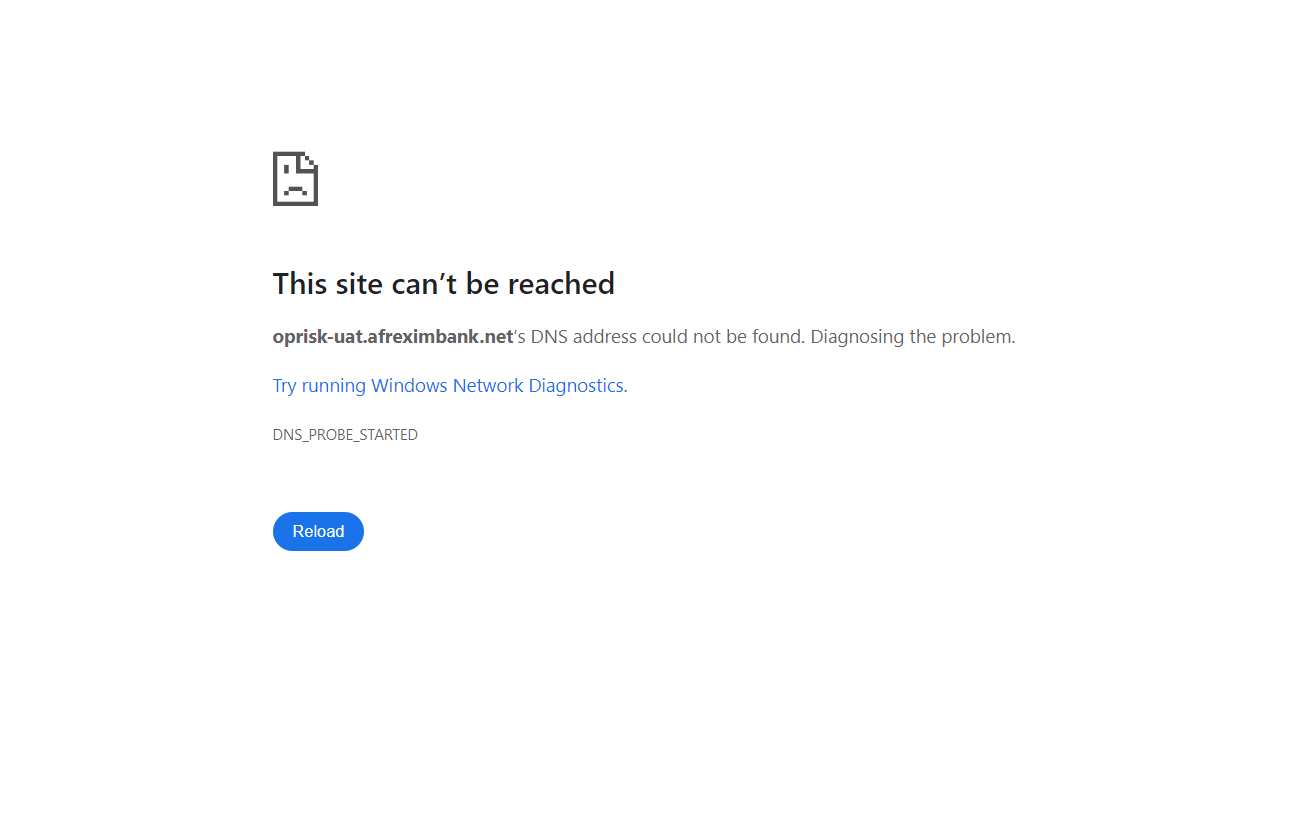 This site can’t be reached
oprisk-uat.afreximbank.net’s DNS address could not be found. Diagnosing the problem.
Try running Windows Network Diagnostics.
DNS_PROBE_STARTED
Reload